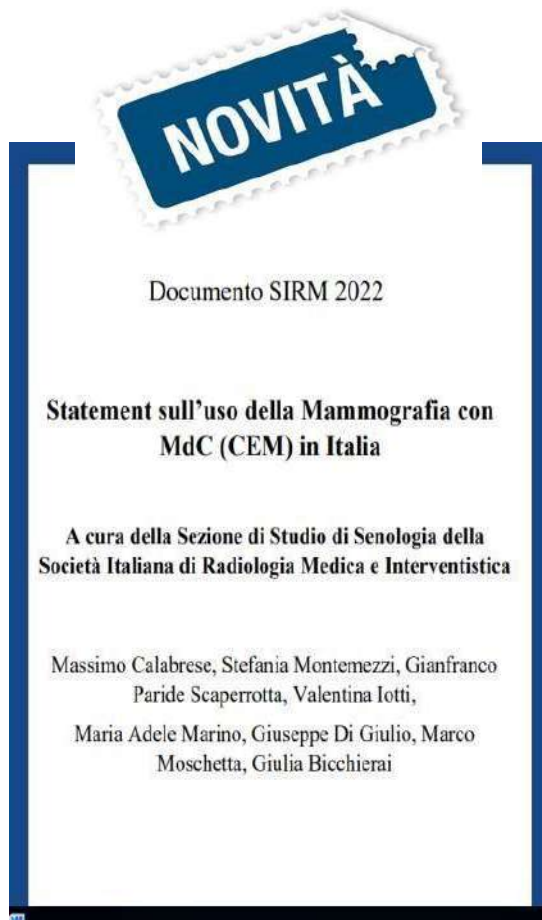 NOVITÀ
Documento SIRM 2022
Statement sull'uso della Mammografia con
MdC (CEM) in Italia
A cura della Sezione di Studio di Senologia della
Società Italiana di Radiologia Medica e Interventistica
Massimo Calabrese, Stefania Montemezzi, Gianfranco
Paride Scaperrotta, Valentina Iotti,
Maria Adele Marino, Giuseppe Di Giulio, Marco
Moschetta, Giulia Bicchierai